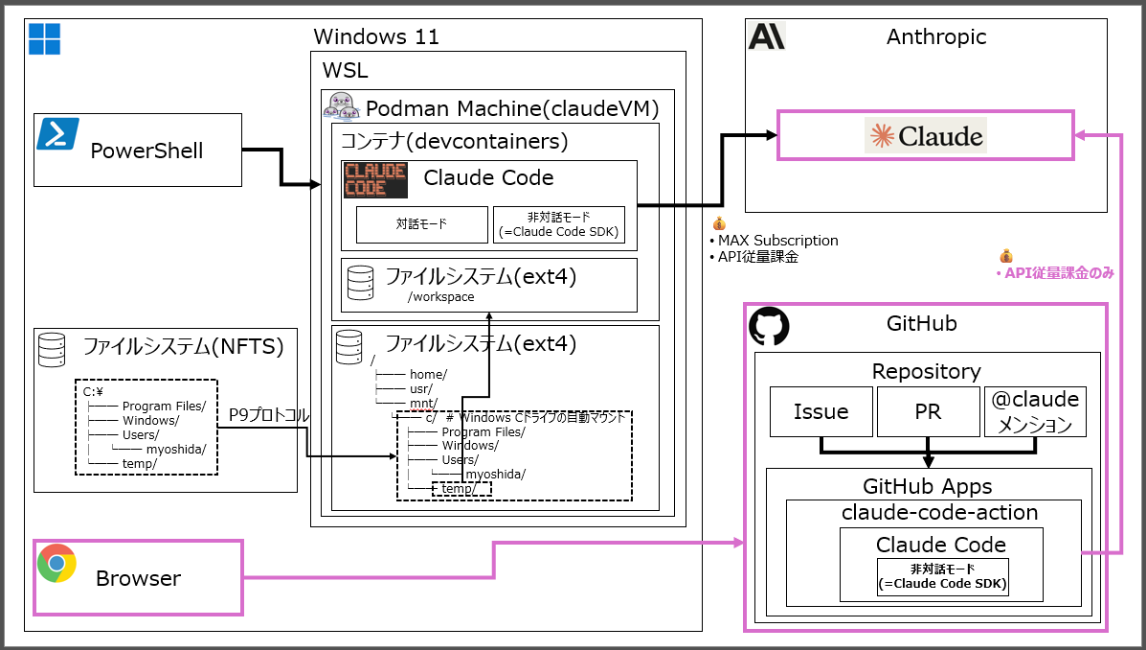 Windows 11
WSL
Podman Machine(claudeVM)
コンテナ(devcontainers)
CLAUDE
CODE
Claude Code
対話モード
非対話モード
(=Claude Code SDK)
ファイルシステム(ext4)
/workspace
ファイルシステム(ext4)
/
├── home/
├── usr/
└── mnt/
└── c/ # Windows Cドライブの自動マウント
├── Program Files/
├── Windows/
├── Users/
│ └── myoshida/
└── temp/
PowerShell
ファイルシステム(NFTS)
C:¥
├── Program Files/
├── Windows/
├── Users/
│ └── myoshida/
└── temp/
P9プロトコル
Browser
Anthropic
Claude
• MAX Subscription
• API従量課金
• API従量課金のみ
GitHub
Repository
Issue
PR
@claude
メンション
GitHub Apps
claude-code-action
Claude Code
非対話モード
(=Claude Code SDK)